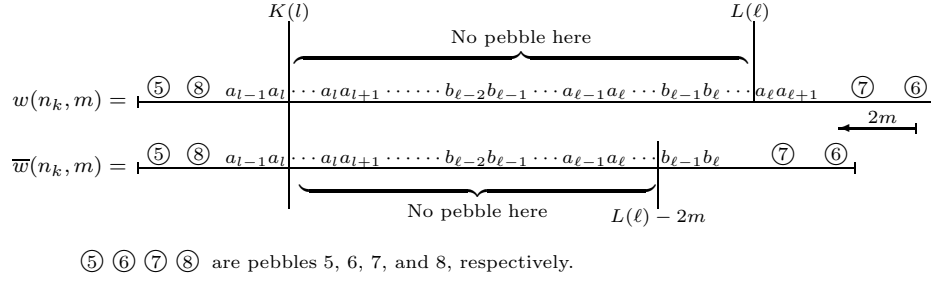 K(l) L(ℓ)
No pebble here
w(n_k, m) = ⑤ ⑧ a_{l−1}a_l ⋯ a_l a_{l+1} ⋯⋯ b_{ℓ−2}b_{ℓ−1} ⋯ a_{ℓ−1}a_ℓ ⋯ b_{ℓ−1}b_ℓ ⋯ a_ℓ a_{ℓ+1} ⑦ ⑥
2m
w̅(n_k, m) = ⑤ ⑧ a_{l−1}a_l ⋯ a_l a_{l+1} ⋯⋯ b_{ℓ−2}b_{ℓ−1} ⋯ a_{ℓ−1}a_ℓ ⋯ b_{ℓ−1}b_ℓ ⑦ ⑥
No pebble here L(ℓ) − 2m
⑤ ⑥ ⑦ ⑧ are pebbles 5, 6, 7, and 8, respectively.